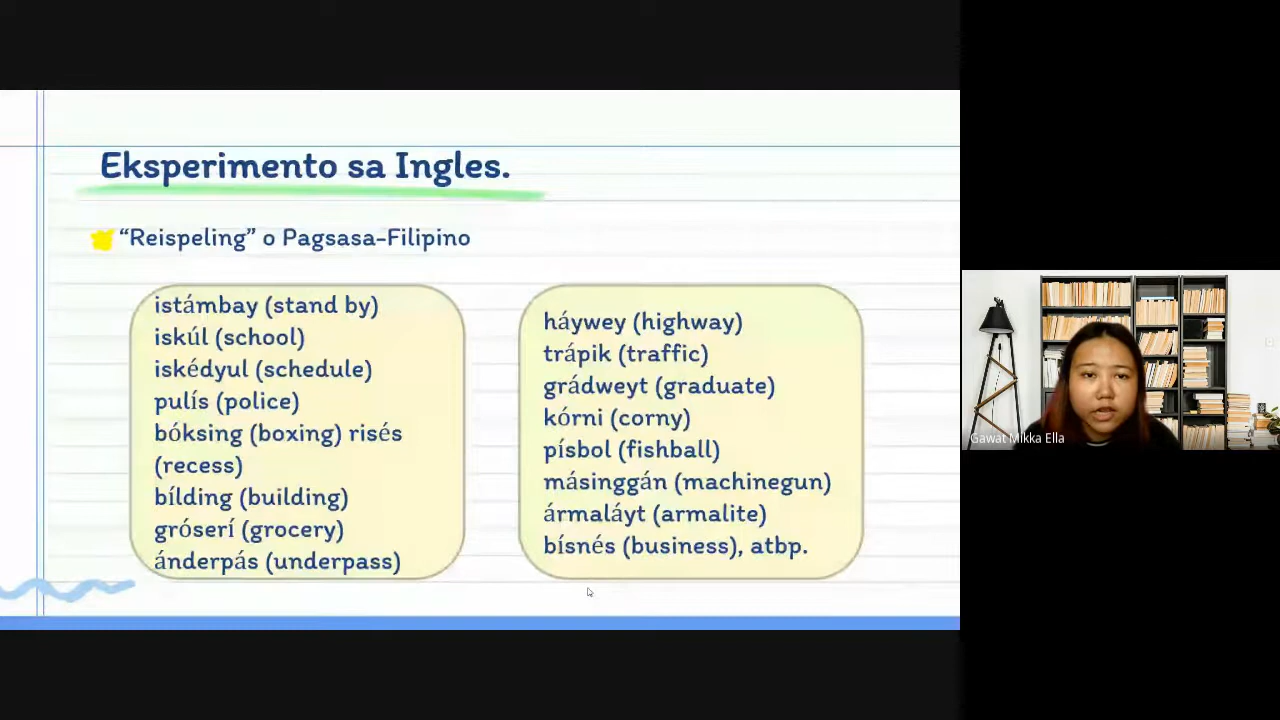 Eksperimento sa Ingles.
“Reispeling” o Pagsasa-Filipino
istámbay (stand by)
iskúl (school)
iskédyul (schedule)
pulís (police)
bóksing (boxing) risés
(recess)
bílding (building)
gróserí (grocery)
ánderpás (underpass)
háywey (highway)
trápik (traffic)
grádweyt (graduate)
kórni (corny)
písbol (fishball)
másinggán (machinegun)
ármaláyt (armalite)
bísnés (business), atbp.
Gawat Mikka Ella